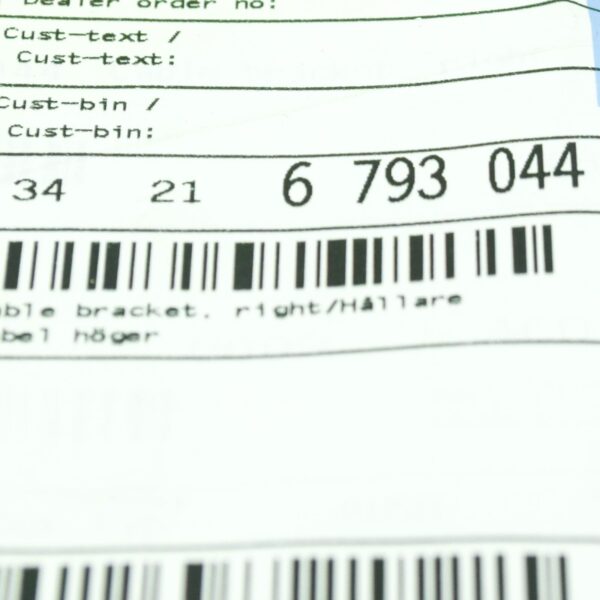 Dealer order no:
Cust-text /
Cust-text:
Cust-bin /
Cust-bin:
34 21 6 793 044
able bracket, right/Hållare
bel höger